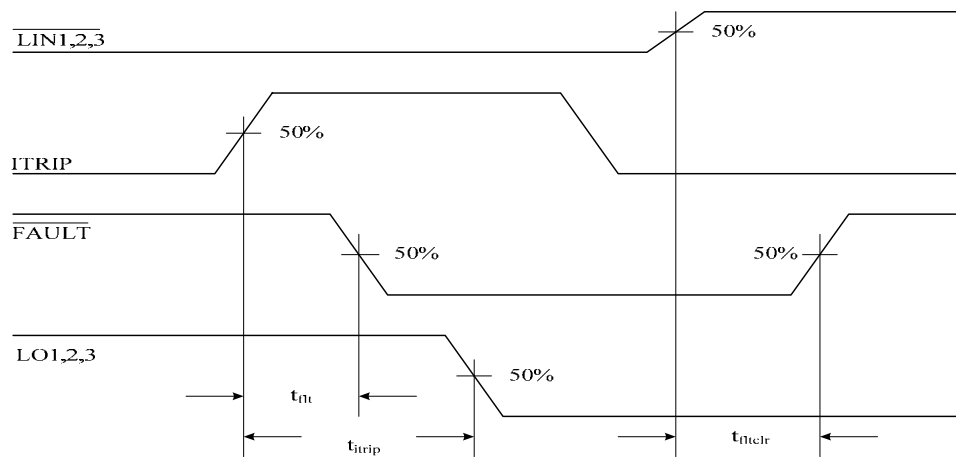 LIN1,2,3
50%
50%
ITRIP
FAULT
50%
50%
LO1,2,3
50%
tflt
titrip
tfltclr